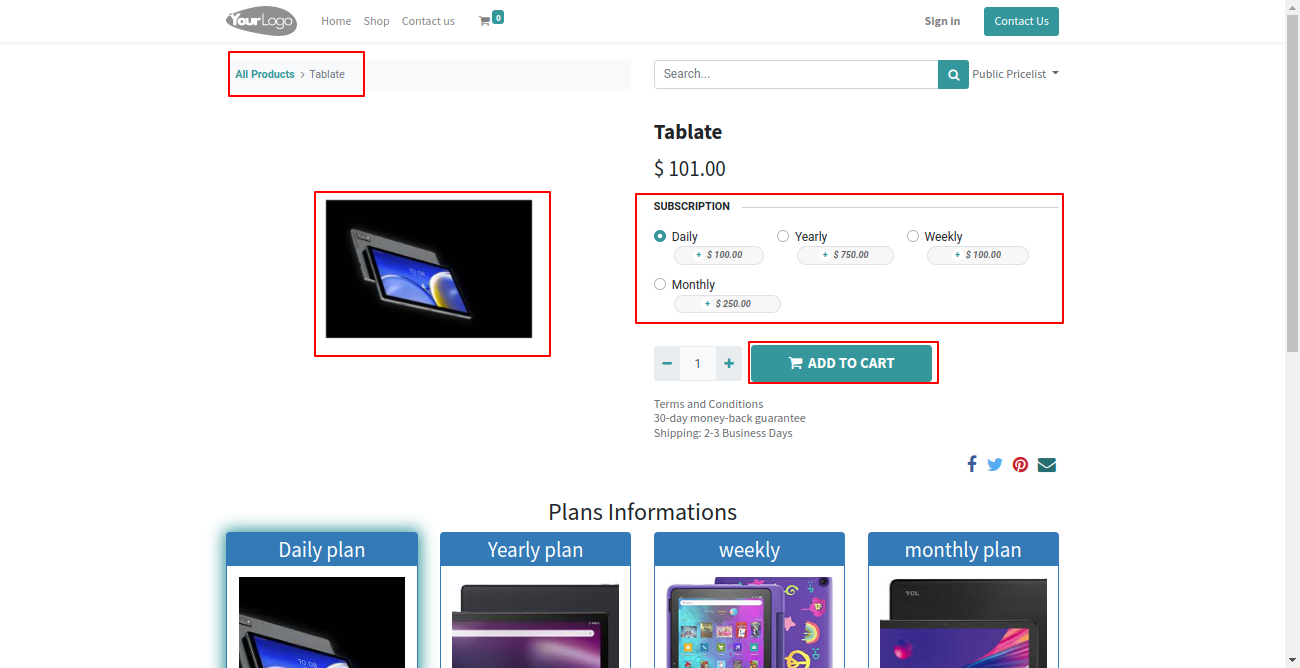 YourLogo Home Shop Contact us 0 Sign in Contact Us
All Products > Tablate
Search... Public Pricelist
Tablate
$ 101.00
SUBSCRIPTION
Daily Yearly Weekly
+ $ 100.00 + $ 750.00 + $ 100.00
Monthly
+ $ 250.00
− 1 + ADD TO CART
Terms and Conditions
30-day money-back guarantee
Shipping: 2-3 Business Days
Plans Informations
Daily plan Yearly plan weekly monthly plan
TCL